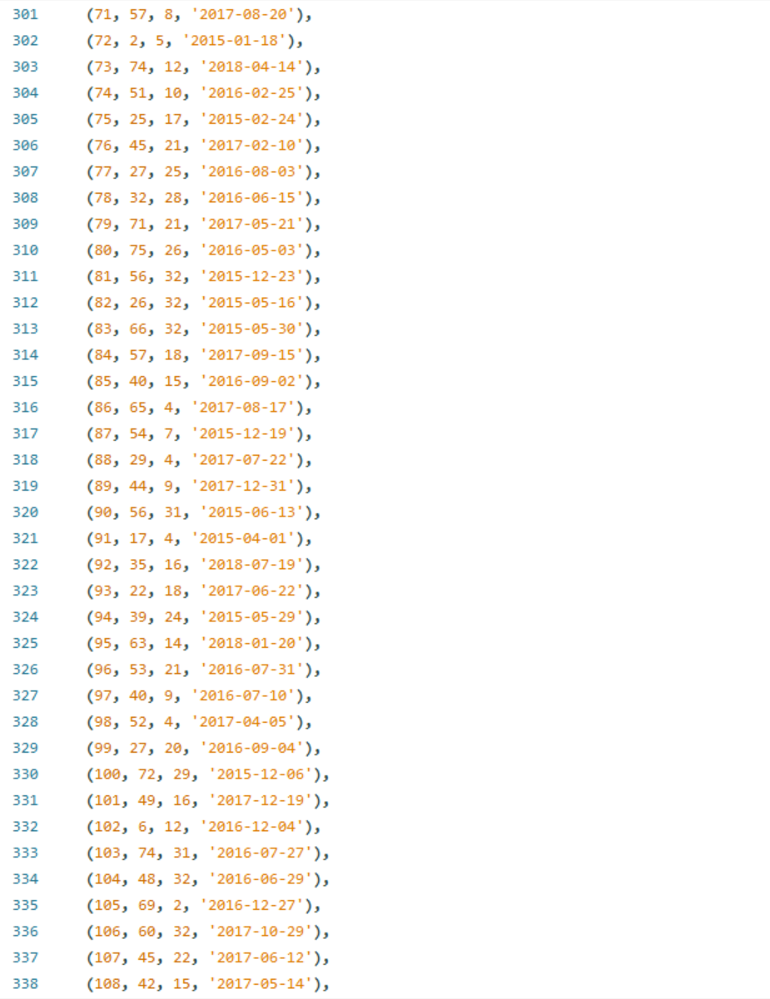 301 (71, 57, 8, '2017-08-20'),
302 (72, 2, 5, '2015-01-18'),
303 (73, 74, 12, '2018-04-14'),
304 (74, 51, 10, '2016-02-25'),
305 (75, 25, 17, '2015-02-24'),
306 (76, 45, 21, '2017-02-10'),
307 (77, 27, 25, '2016-08-03'),
308 (78, 32, 28, '2016-06-15'),
309 (79, 71, 21, '2017-05-21'),
310 (80, 75, 26, '2016-05-03'),
311 (81, 56, 32, '2015-12-23'),
312 (82, 26, 32, '2015-05-16'),
313 (83, 66, 32, '2015-05-30'),
314 (84, 57, 18, '2017-09-15'),
315 (85, 40, 15, '2016-09-02'),
316 (86, 65, 4, '2017-08-17'),
317 (87, 54, 7, '2015-12-19'),
318 (88, 29, 4, '2017-07-22'),
319 (89, 44, 9, '2017-12-31'),
320 (90, 56, 31, '2015-06-13'),
321 (91, 17, 4, '2015-04-01'),
322 (92, 35, 16, '2018-07-19'),
323 (93, 22, 18, '2017-06-22'),
324 (94, 39, 24, '2015-05-29'),
325 (95, 63, 14, '2018-01-20'),
326 (96, 53, 21, '2016-07-31'),
327 (97, 40, 9, '2016-07-10'),
328 (98, 52, 4, '2017-04-05'),
329 (99, 27, 20, '2016-09-04'),
330 (100, 72, 29, '2015-12-06'),
331 (101, 49, 16, '2017-12-19'),
332 (102, 6, 12, '2016-12-04'),
333 (103, 74, 31, '2016-07-27'),
334 (104, 48, 32, '2016-06-29'),
335 (105, 69, 2, '2016-12-27'),
336 (106, 60, 32, '2017-10-29'),
337 (107, 45, 22, '2017-06-12'),
338 (108, 42, 15, '2017-05-14'),